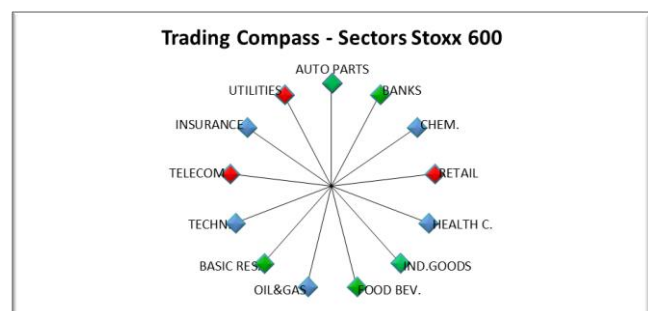 Trading Compass - Sectors Stoxx 600
AUTO PARTS
UTILITIES
BANKS
INSURANCE
CHEM.
TELECOM
RETAIL
TECHN.
HEALTH C.
BASIC RES.
IND.GOODS
OIL&GAS
FOOD BEV.